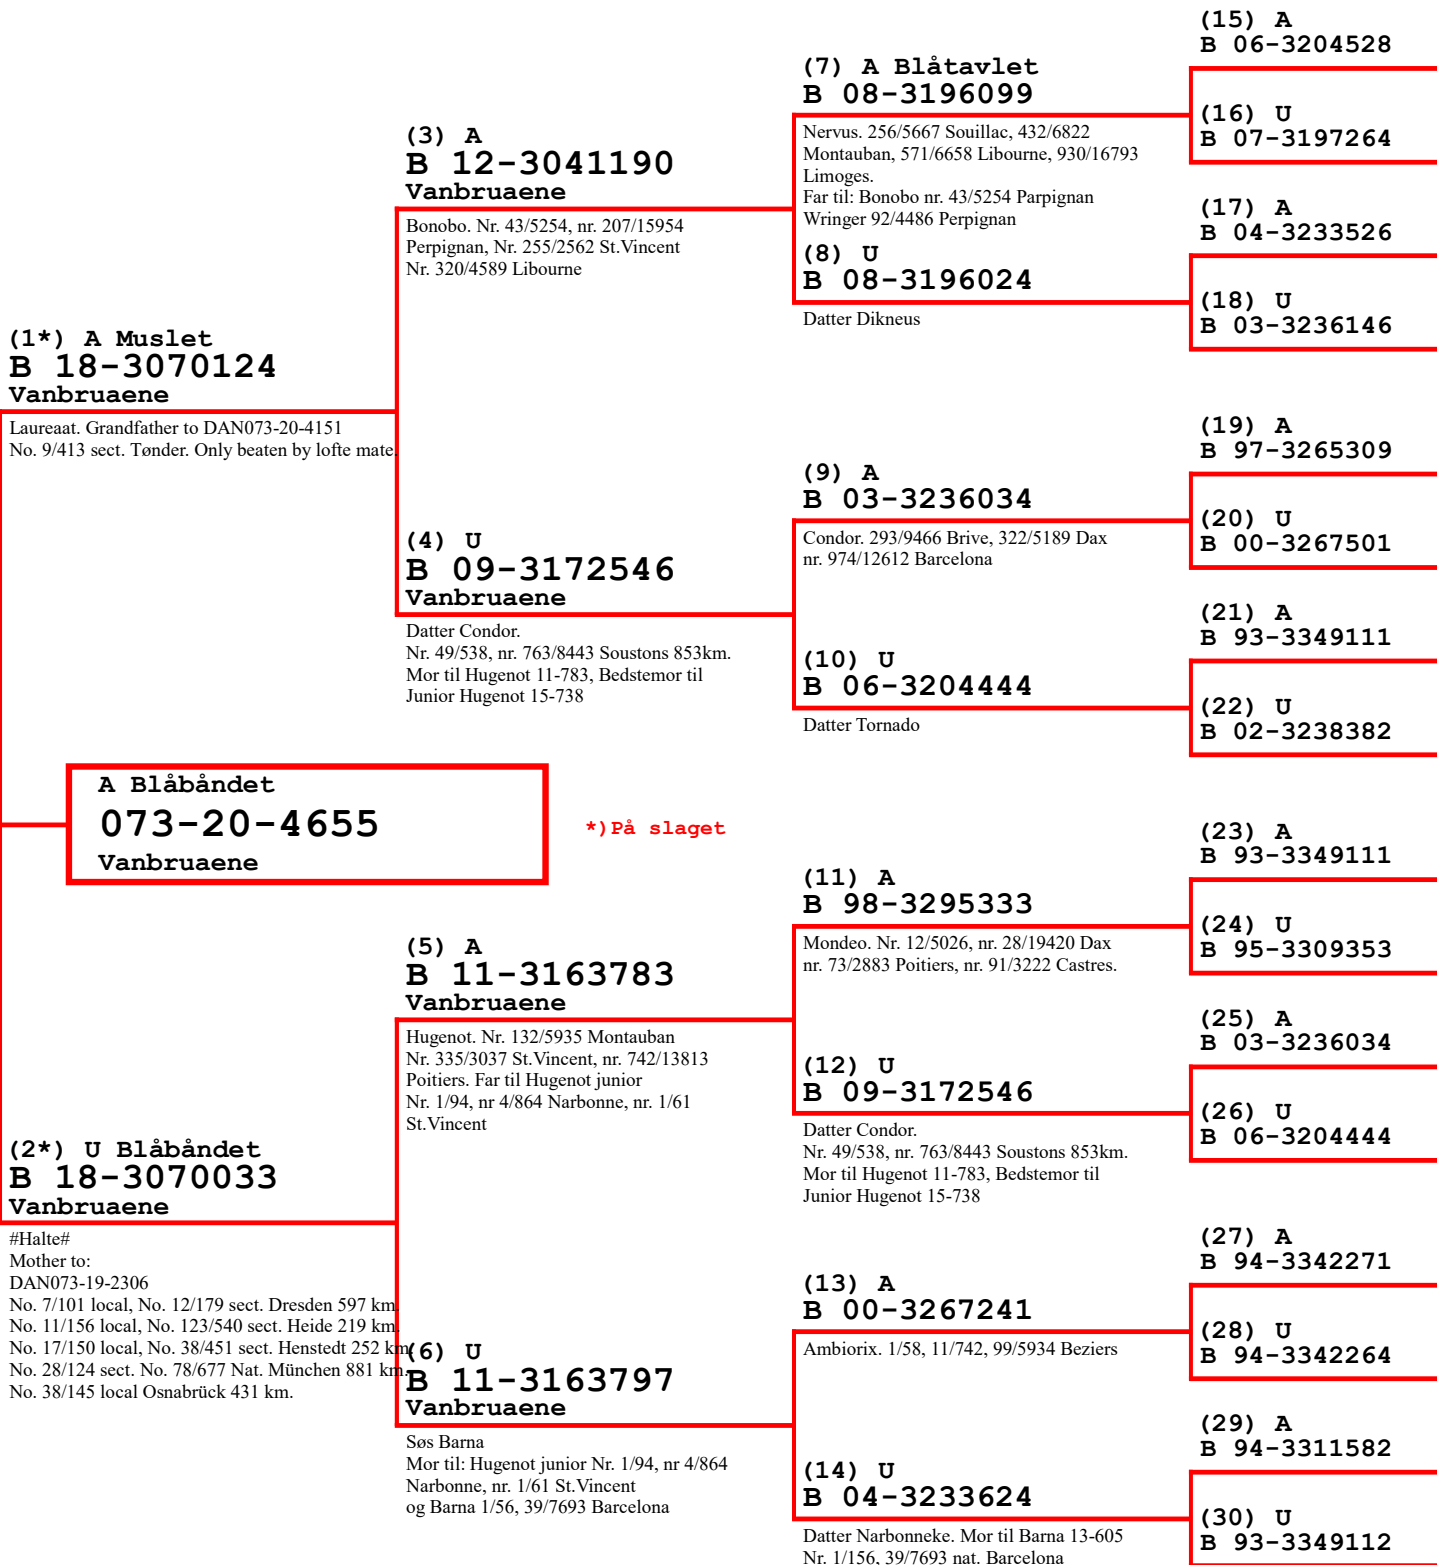 (1*) A Muslet
B 18-3070124
Vanbruaene
Laureaat. Grandfather to DAN073-20-4151
No. 9/413 sect. Tønder. Only beaten by lofte mate.
A Blåbåndet
073-20-4655
Vanbruaene
*)På slaget
(2*) U Blåbåndet
B 18-3070033
Vanbruaene
#Halte#
Mother to:
DAN073-19-2306
No. 7/101 local, No. 12/179 sect. Dresden 597 km.
No. 11/156 local, No. 123/540 sect. Heide 219 km.
No. 17/150 local, No. 38/451 sect. Henstedt 252 km.
No. 28/124 sect. No. 78/677 Nat. München 881 km.
No. 38/145 local Osnabrück 431 km.
(3) A
B 12-3041190
Vanbruaene
Bonobo. Nr. 43/5254, nr. 207/15954
Perpignan, Nr. 255/2562 St.Vincent
Nr. 320/4589 Libourne
(4) U
B 09-3172546
Vanbruaene
Datter Condor.
Nr. 49/538, nr. 763/8443 Soustons 853km.
Mor til Hugenot 11-783, Bedstemor til
Junior Hugenot 15-738
(5) A
B 11-3163783
Vanbruaene
Hugenot. Nr. 132/5935 Montauban
Nr. 335/3037 St.Vincent, nr. 742/13813
Poitiers. Far til Hugenot junior
Nr. 1/94, nr 4/864 Narbonne, nr. 1/61
St.Vincent
(6) U
B 11-3163797
Vanbruaene
Søs Barna
Mor til: Hugenot junior Nr. 1/94, nr 4/864
Narbonne, nr. 1/61 St.Vincent
og Barna 1/56, 39/7693 Barcelona
(7) A Blåtavlet
B 08-3196099
Nervus. 256/5667 Souillac, 432/6822
Montauban, 571/6658 Libourne, 930/16793
Limoges.
Far til: Bonobo nr. 43/5254 Parpignan
Wringer 92/4486 Perpignan
(8) U
B 08-3196024
Datter Dikneus
(9) A
B 03-3236034
Condor. 293/9466 Brive, 322/5189 Dax
nr. 974/12612 Barcelona
(10) U
B 06-3204444
Datter Tornado
(11) A
B 98-3295333
Mondeo. Nr. 12/5026, nr. 28/19420 Dax
nr. 73/2883 Poitiers, nr. 91/3222 Castres.
(12) U
B 09-3172546
Datter Condor.
Nr. 49/538, nr. 763/8443 Soustons 853km.
Mor til Hugenot 11-783, Bedstemor til
Junior Hugenot 15-738
(13) A
B 00-3267241
Ambiorix. 1/58, 11/742, 99/5934 Beziers
(14) U
B 04-3233624
Datter Narbonneke. Mor til Barna 13-605
Nr. 1/156, 39/7693 nat. Barcelona
(15) A
B 06-3204528
(16) U
B 07-3197264
(17) A
B 04-3233526
(18) U
B 03-3236146
(19) A
B 97-3265309
(20) U
B 00-3267501
(21) A
B 93-3349111
(22) U
B 02-3238382
(23) A
B 93-3349111
(24) U
B 95-3309353
(25) A
B 03-3236034
(26) U
B 06-3204444
(27) A
B 94-3342271
(28) U
B 94-3342264
(29) A
B 94-3311582
(30) U
B 93-3349112